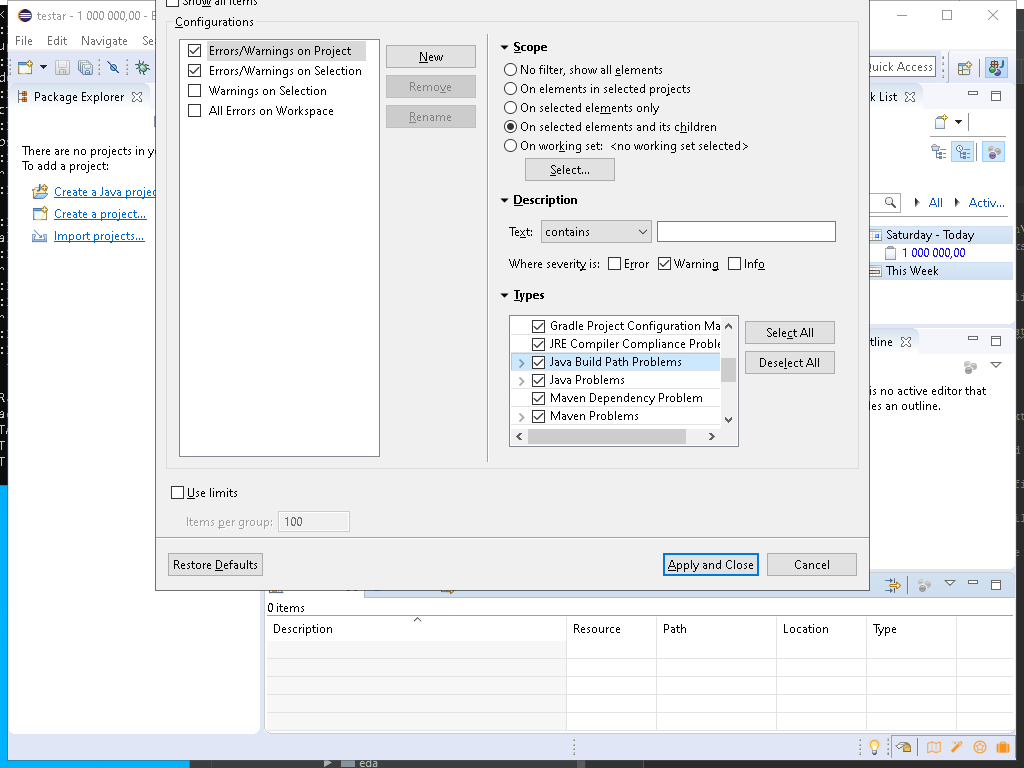 Show all items
testar - 1 000 000,00 - E
Configurations
File Edit Navigate Se
Errors/Warnings on Project
New
Scope
Errors/Warnings on Selection
No filter, show all elements
Quick Access
Warnings on Selection
Remove
On elements in selected projects
Package Explorer
k List
All Errors on Workspace
Rename
On selected elements only
On selected elements and its children
On working set: <no working set selected>
There are no projects in y
To add a project:
Select...
Create a Java projec
Description
All
Activ...
Create a project...
Text:
contains
Import projects...
Saturday - Today
1 000 000,00
Where severity is:
Error
Warning
Info
This Week
Types
Gradle Project Configuration Ma
Select All
JRE Compiler Compliance Proble
tline
Java Build Path Problems
Deselect All
Java Problems
is no active editor that
Maven Dependency Problem
des an outline.
Maven Problems
Use limits
Items per group:
100
Restore Defaults
Apply and Close
Cancel
0 items
Description
Resource
Path
Location
Type
eda